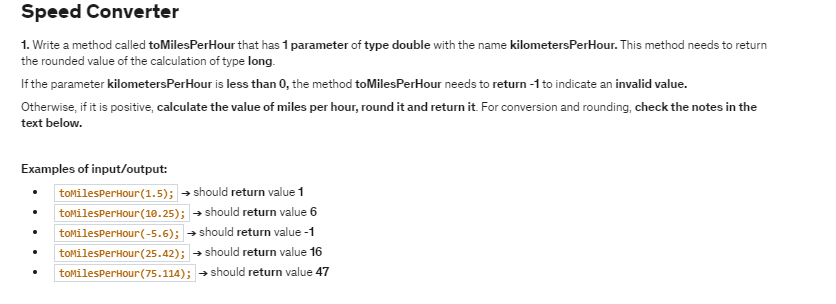 Speed Converter
1. Write a method called toMilesPerHour that has 1 parameter of type double with the name kilometersPerHour. This method needs to return
the rounded value of the calculation of type long.
If the parameter kilometersPerHour is less than 0, the method toMilesPerHour needs to return -1 to indicate an invalid value.
Otherwise, if it is positive, calculate the value of miles per hour, round it and return it. For conversion and rounding, check the notes in the
text below.
Examples of input/output:
• toMilesPerHour(1.5); → should return value 1
• toMilesPerHour(10.25); → should return value 6
• toMilesPerHour(-5.6); → should return value -1
• toMilesPerHour(25.42); → should return value 16
• toMilesPerHour(75.114); → should return value 47